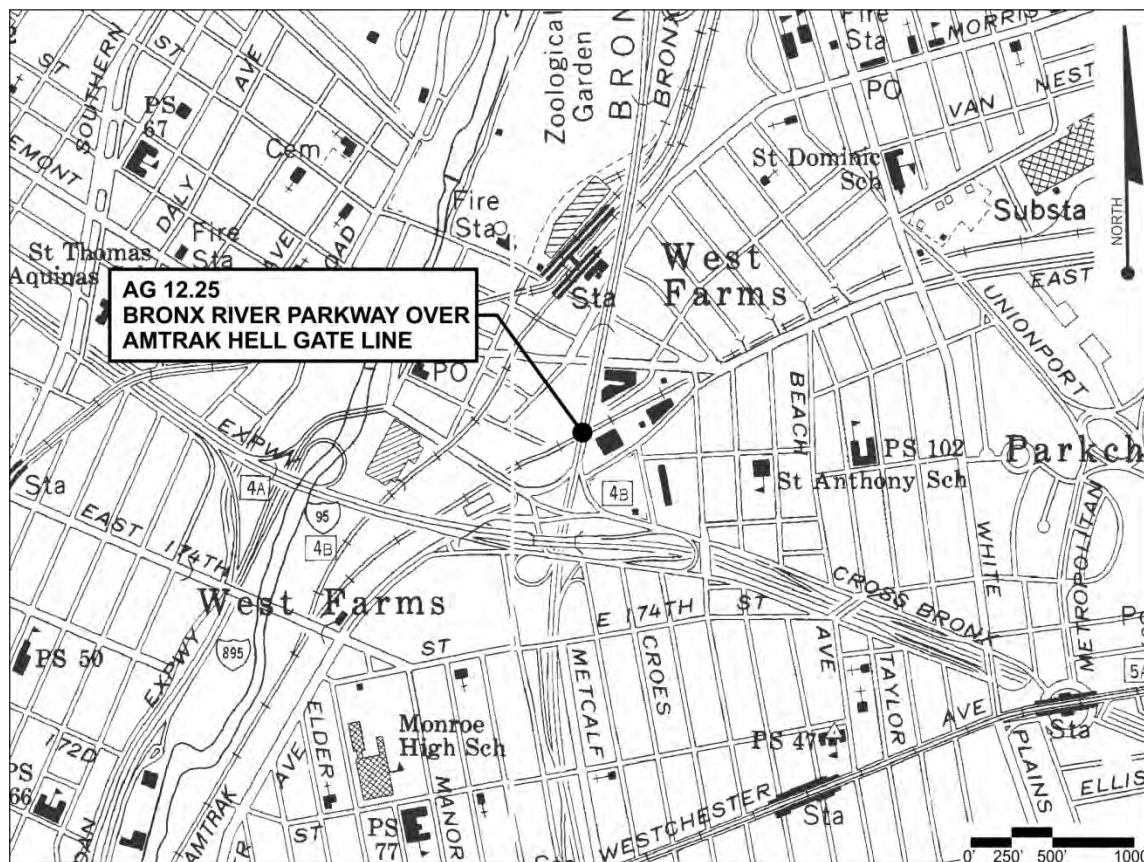 Zoological
Garden
BRON
BRONX
Fire
Sta
MORRIS
PO
VAN
NEST
SOUTHERN
ST
ST
AVE
PS
67
Cem
EMONT
DALY
Fire
Sta
AVE
St Thomas
Aquinas
Fire
Sta
St Dominic
Sch
Substa
NORTH
West
Farms
Sta
EAST
UNIONPORT
AG 12.25
BRONX RIVER PARKWAY OVER
AMTRAK HELL GATE LINE
PO
BEACH
PS 102
Parkch
St Anthony Sch
EXPWY
4A
95
4B
4B
Sta
EAST
174TH
West Farms
ST
E 174TH
ST
CROSS BRONX
WHITE
METROPOLITAN
PS 50
EXPWY
895
METCALF
CROES
AVE
TAYLOR
AVE
172D
ELDER
AVE
Monroe
High Sch
PS 47
Sta
PLAINS
ELLIS
PS
66
AMTRAK
ST
PS
77
MANOR
WESTCHESTER
Sta
0' 250' 500' 100